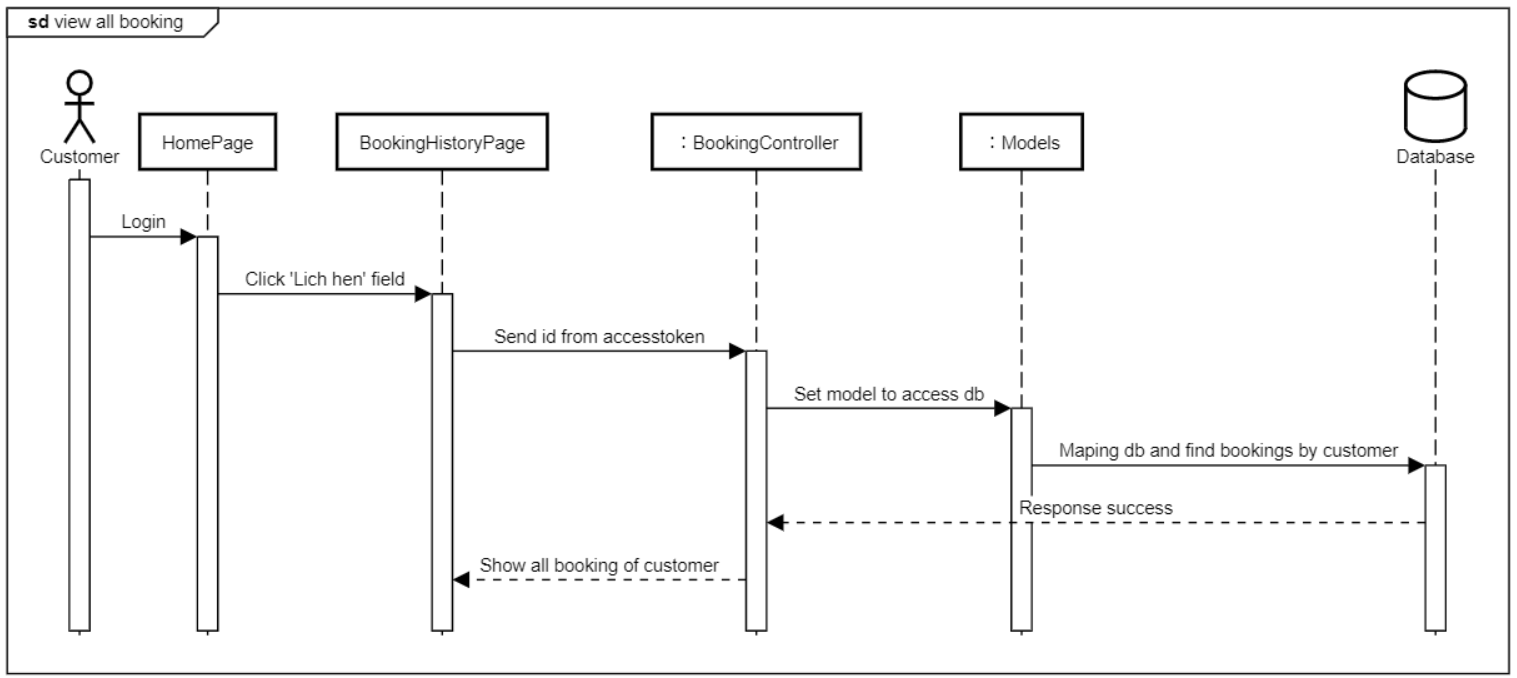 sd view all booking
Customer
HomePage
BookingHistoryPage
: BookingController
: Models
Database
Login
Click 'Lich hen' field
Send id from accesstoken
Set model to access db
Maping db and find bookings by customer
Response success
Show all booking of customer